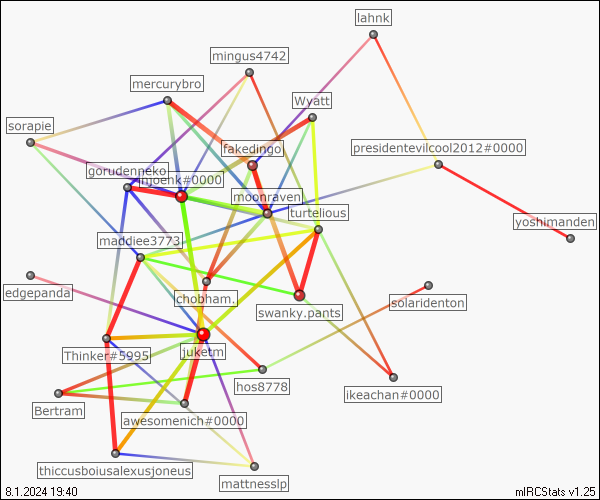 lahnk
mingus4742
mercurybro
Wyatt
sorapie
fakedingo
presidentevilcool2012#0000
gorudenneko
moenk#0000
moonraven
turtelious
yoshimanden
maddiee3773
edgepanda
chobham.
swanky.pants
solaridenton
Thinker#5995
juketm
hos8778
ikeachan#0000
Bertram
awesomenich#0000
thiccusboiusalexusjoneus
mattnesslp
8.1.2024 19:40
mIRCStats v1.25